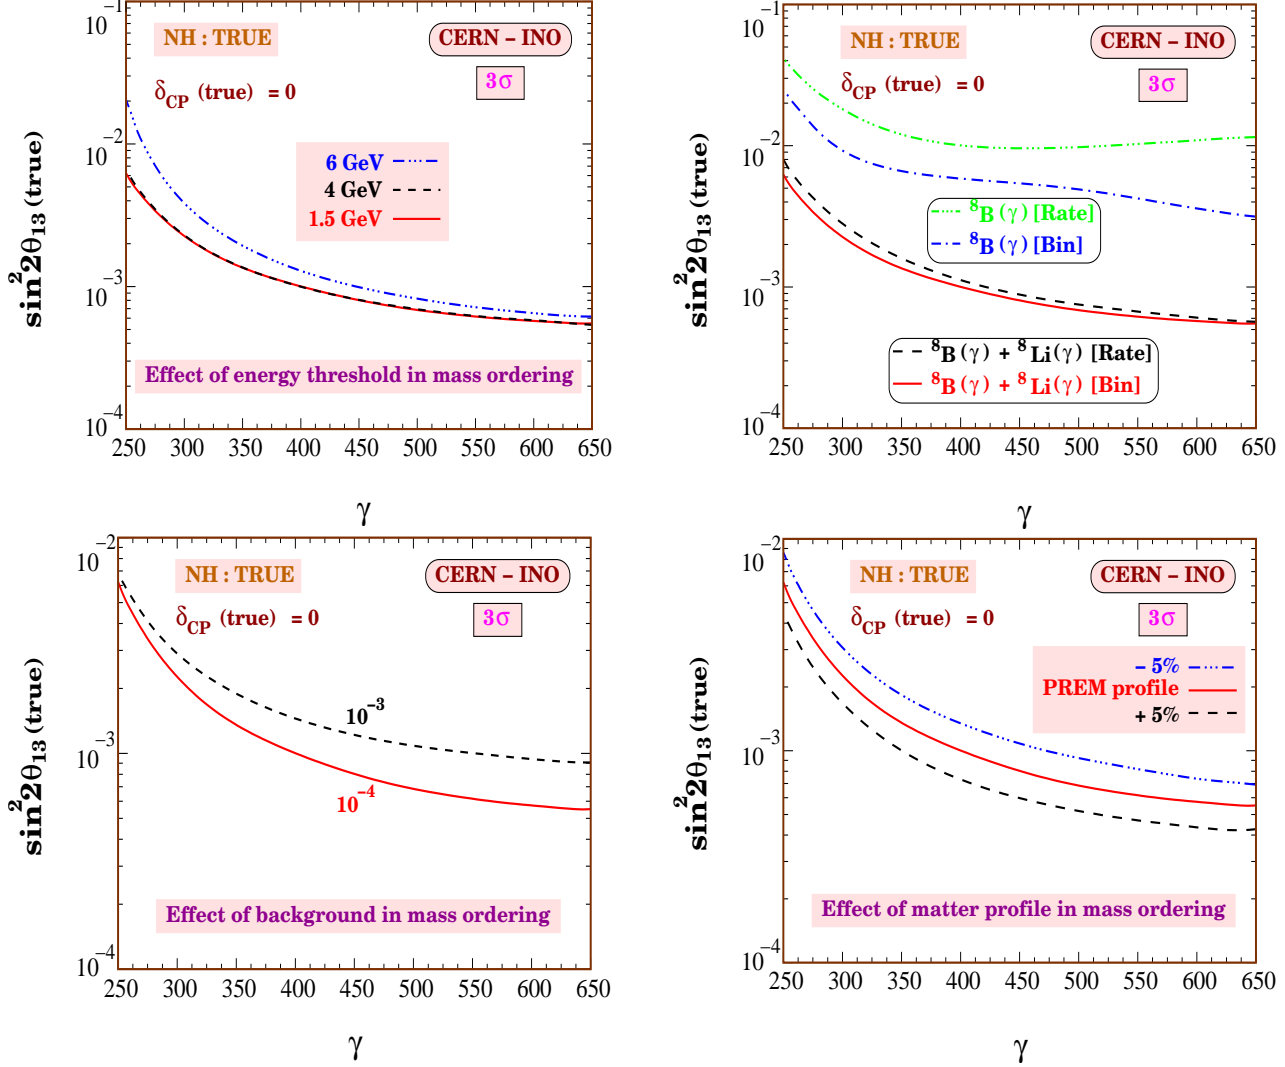 10⁻¹
NH : TRUE
CERN – INO
δCP (true) = 0
3σ
10⁻²
6 GeV
4 GeV
1.5 GeV
sin²2θ13 (true)
10⁻³
Effect of energy threshold in mass ordering
10⁻⁴
250 300 350 400 450 500 550 600 650
γ
10⁻¹
NH : TRUE
CERN – INO
δCP (true) = 0
3σ
10⁻²
⁸B (γ) [Rate]
⁸B (γ) [Bin]
sin²2θ13 (true)
10⁻³
⁸B (γ) + ⁸Li (γ) [Rate]
⁸B (γ) + ⁸Li (γ) [Bin]
10⁻⁴
250 300 350 400 450 500 550 600 650
γ
10⁻²
NH : TRUE
CERN – INO
δCP (true) = 0
3σ
10⁻³
sin²2θ13 (true)
10⁻³
10⁻⁴
Effect of background in mass ordering
10⁻⁴
250 300 350 400 450 500 550 600 650
γ
10⁻²
NH : TRUE
CERN – INO
δCP (true) = 0
3σ
– 5%
PREM profile
+ 5%
sin²2θ13 (true)
10⁻³
Effect of matter profile in mass ordering
10⁻⁴
250 300 350 400 450 500 550 600 650
γ